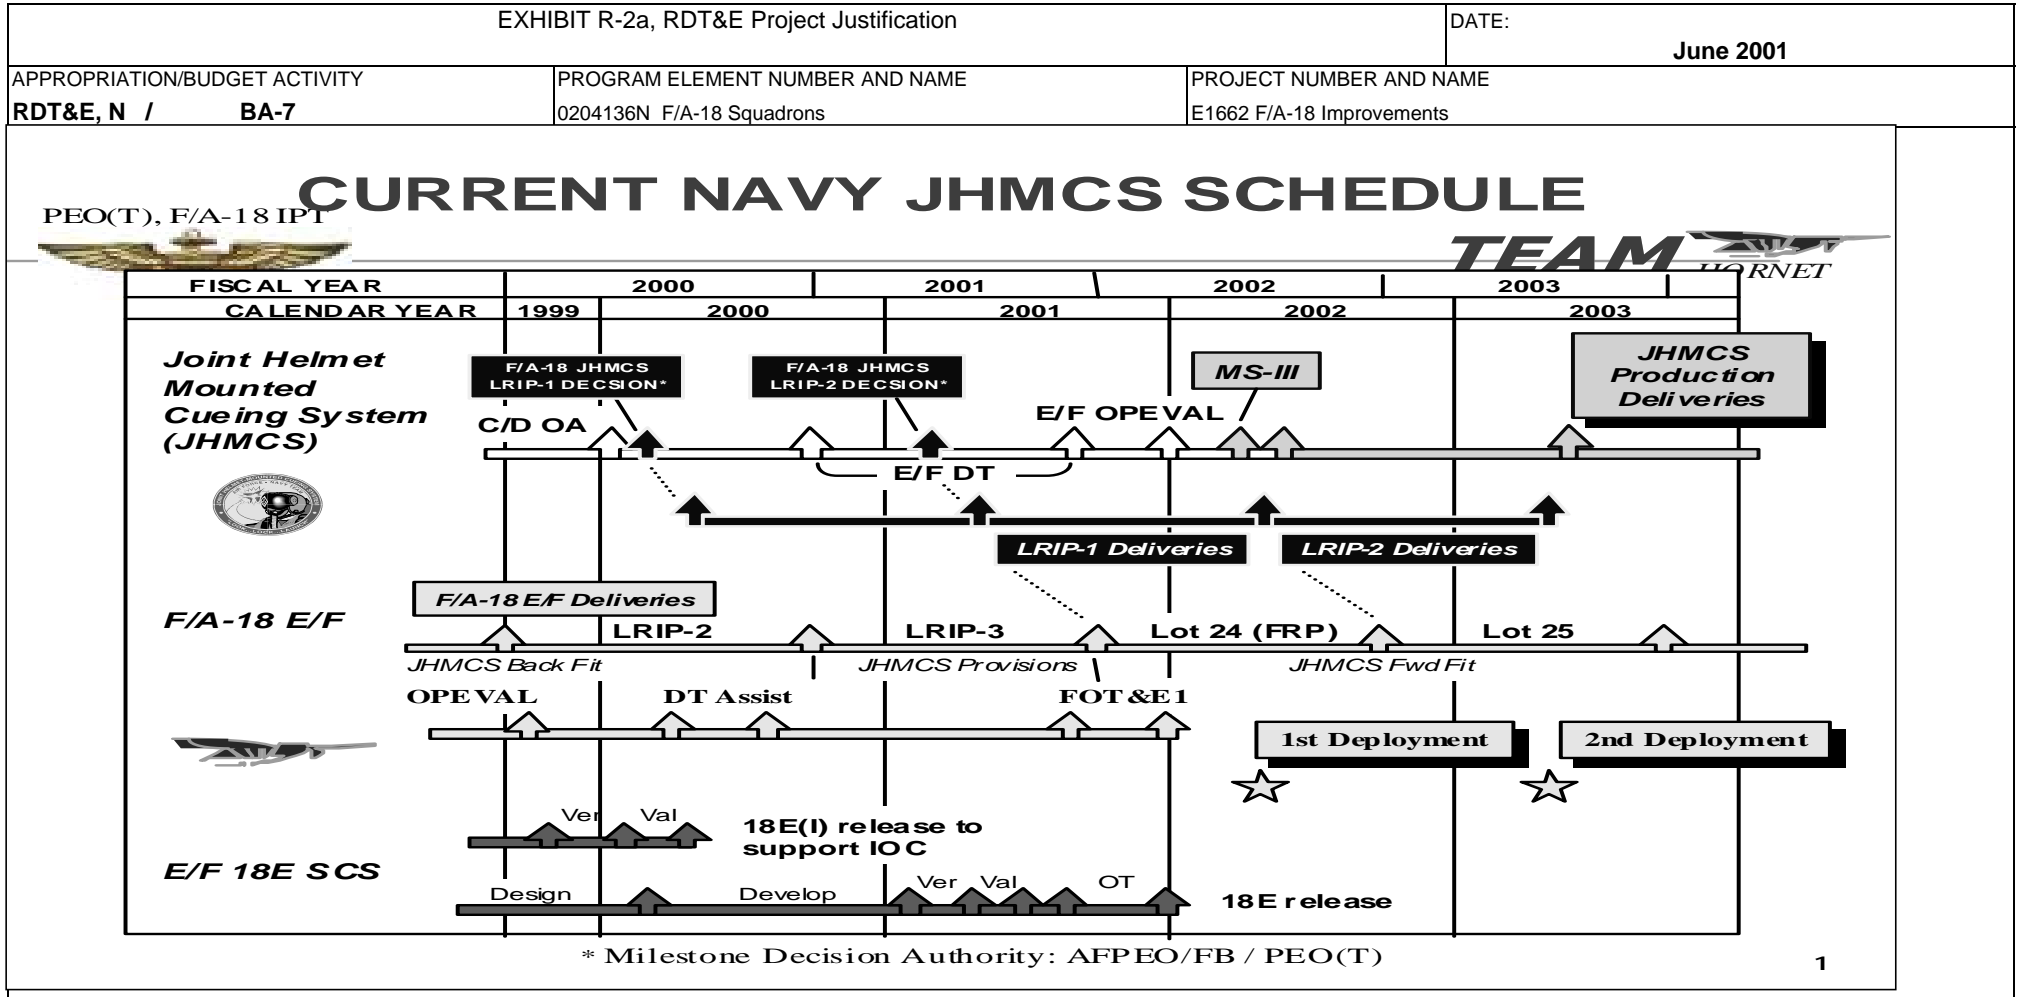 EXHIBIT R-2a, RDT&E Project Justification
DATE:
June 2001
APPROPRIATION/BUDGET ACTIVITY
PROGRAM ELEMENT NUMBER AND NAME
PROJECT NUMBER AND NAME
RDT&E, N / BA-7
0204136N F/A-18 Squadrons
E1662 F/A-18 Improvements
CURRENT NAVY JHMCS SCHEDULE
PEO(T), F/A-18 IPT
TEAM
HORNET
FISCAL YEAR 2000 2001 2002 2003
CALENDAR YEAR 1999 2000 2001 2002 2003
Joint Helmet
Mounted
Cueing System
(JHMCS)
F/A-18 JHMCS
LRIP-1 DECSION*
F/A-18 JHMCS
LRIP-2 DECSION*
MS-III
JHMCS
Production
Deliveries
C/D OA
E/F OPEVAL
E/F DT
LRIP-1 Deliveries
LRIP-2 Deliveries
F/A-18 E/F Deliveries
F/A-18 E/F
LRIP-2
LRIP-3
Lot 24 (FRP)
Lot 25
JHMCS Back Fit
JHMCS Provisions
JHMCS Fwd Fit
OPEVAL
DT Assist
FOT&E1
1st Deployment
2nd Deployment
Ver
Val
18E(I) release to
support IOC
E/F 18E SCS
Design
Develop
Ver
Val
OT
18E release
* Milestone Decision Authority: AFPEO/FB / PEO(T)
1